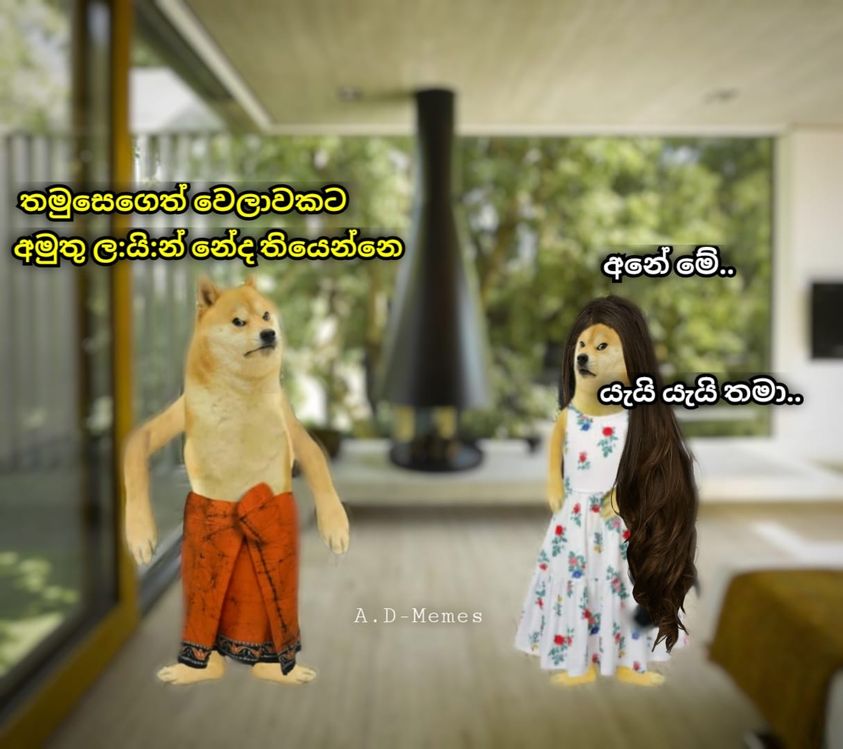 තමුසෙගෙත් වෙලාවකට
අමුතු ල:යි:න් නේද තියෙන්නෙ
අනේ මේ..
යැයි යැයි තමා..
A.D-Memes